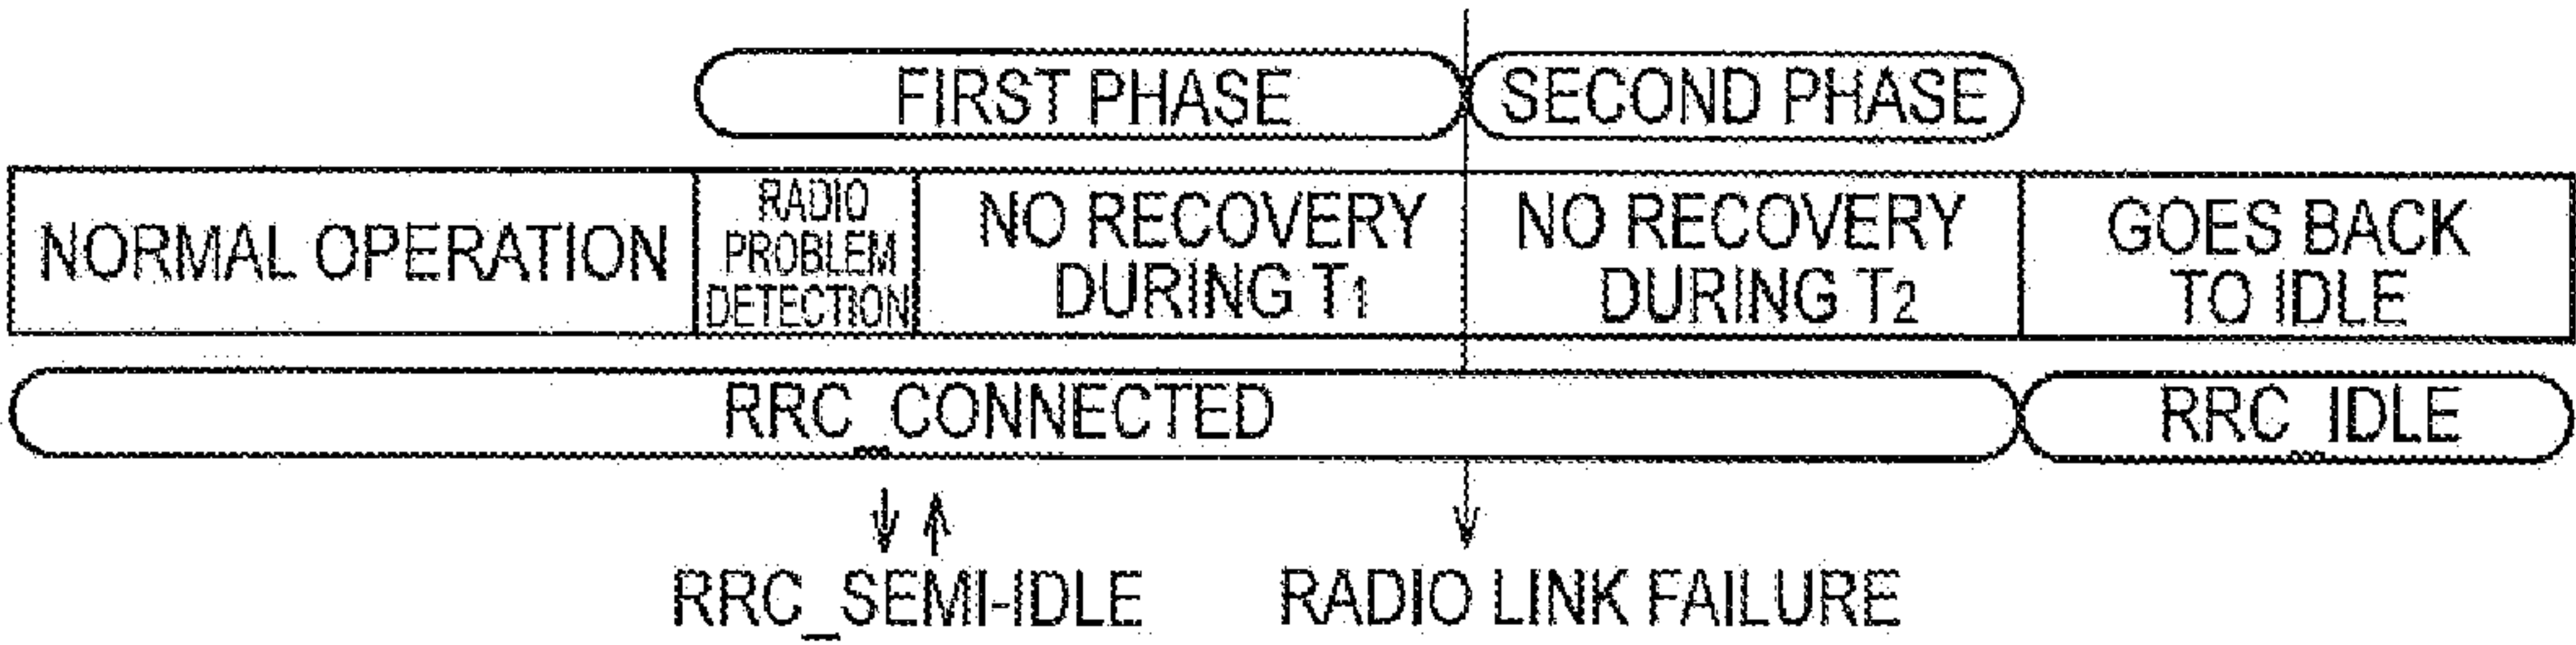 FIRST PHASE
SECOND PHASE
NORMAL OPERATION
RADIO
PROBLEM
DETECTION
NO RECOVERY
DURING T1
NO RECOVERY
DURING T2
GOES BACK
TO IDLE
RRC_CONNECTED
RRC_IDLE
RRC_SEMI-IDLE
RADIO LINK FAILURE